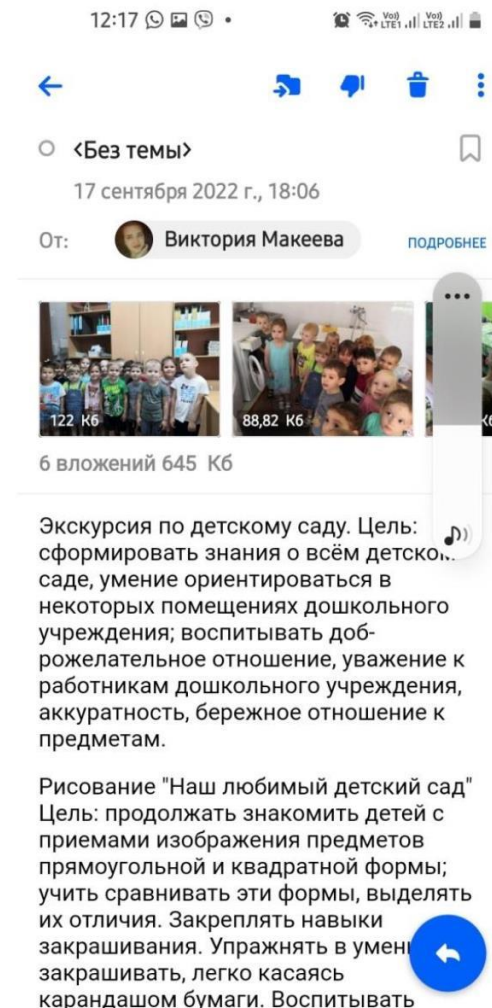 12:17
Vo)) LTE1 Vo)) LTE2
<Без темы>
17 сентября 2022 г., 18:06
От: Виктория Макеева ПОДРОБНЕЕ
122 Кб 88,82 Кб
6 вложений 645 Кб
Экскурсия по детскому саду. Цель:
сформировать знания о всём
саде, умение ориентироваться в
некоторых помещениях дошкольного
учреждения; воспитывать доб-
рожелательное отношение, уважение к
работникам дошкольного учреждения,
аккуратность, бережное отношение к
предметам.
Рисование "Наш любимый детский сад"
Цель: продолжать знакомить детей с
приемами изображения предметов
прямоугольной и квадратной формы;
учить сравнивать эти формы, выделять
их отличия. Закреплять навыки
закрашивания. Упражнять в
закрашивать, легко касаясь
карандашом бумаги. Воспитывать